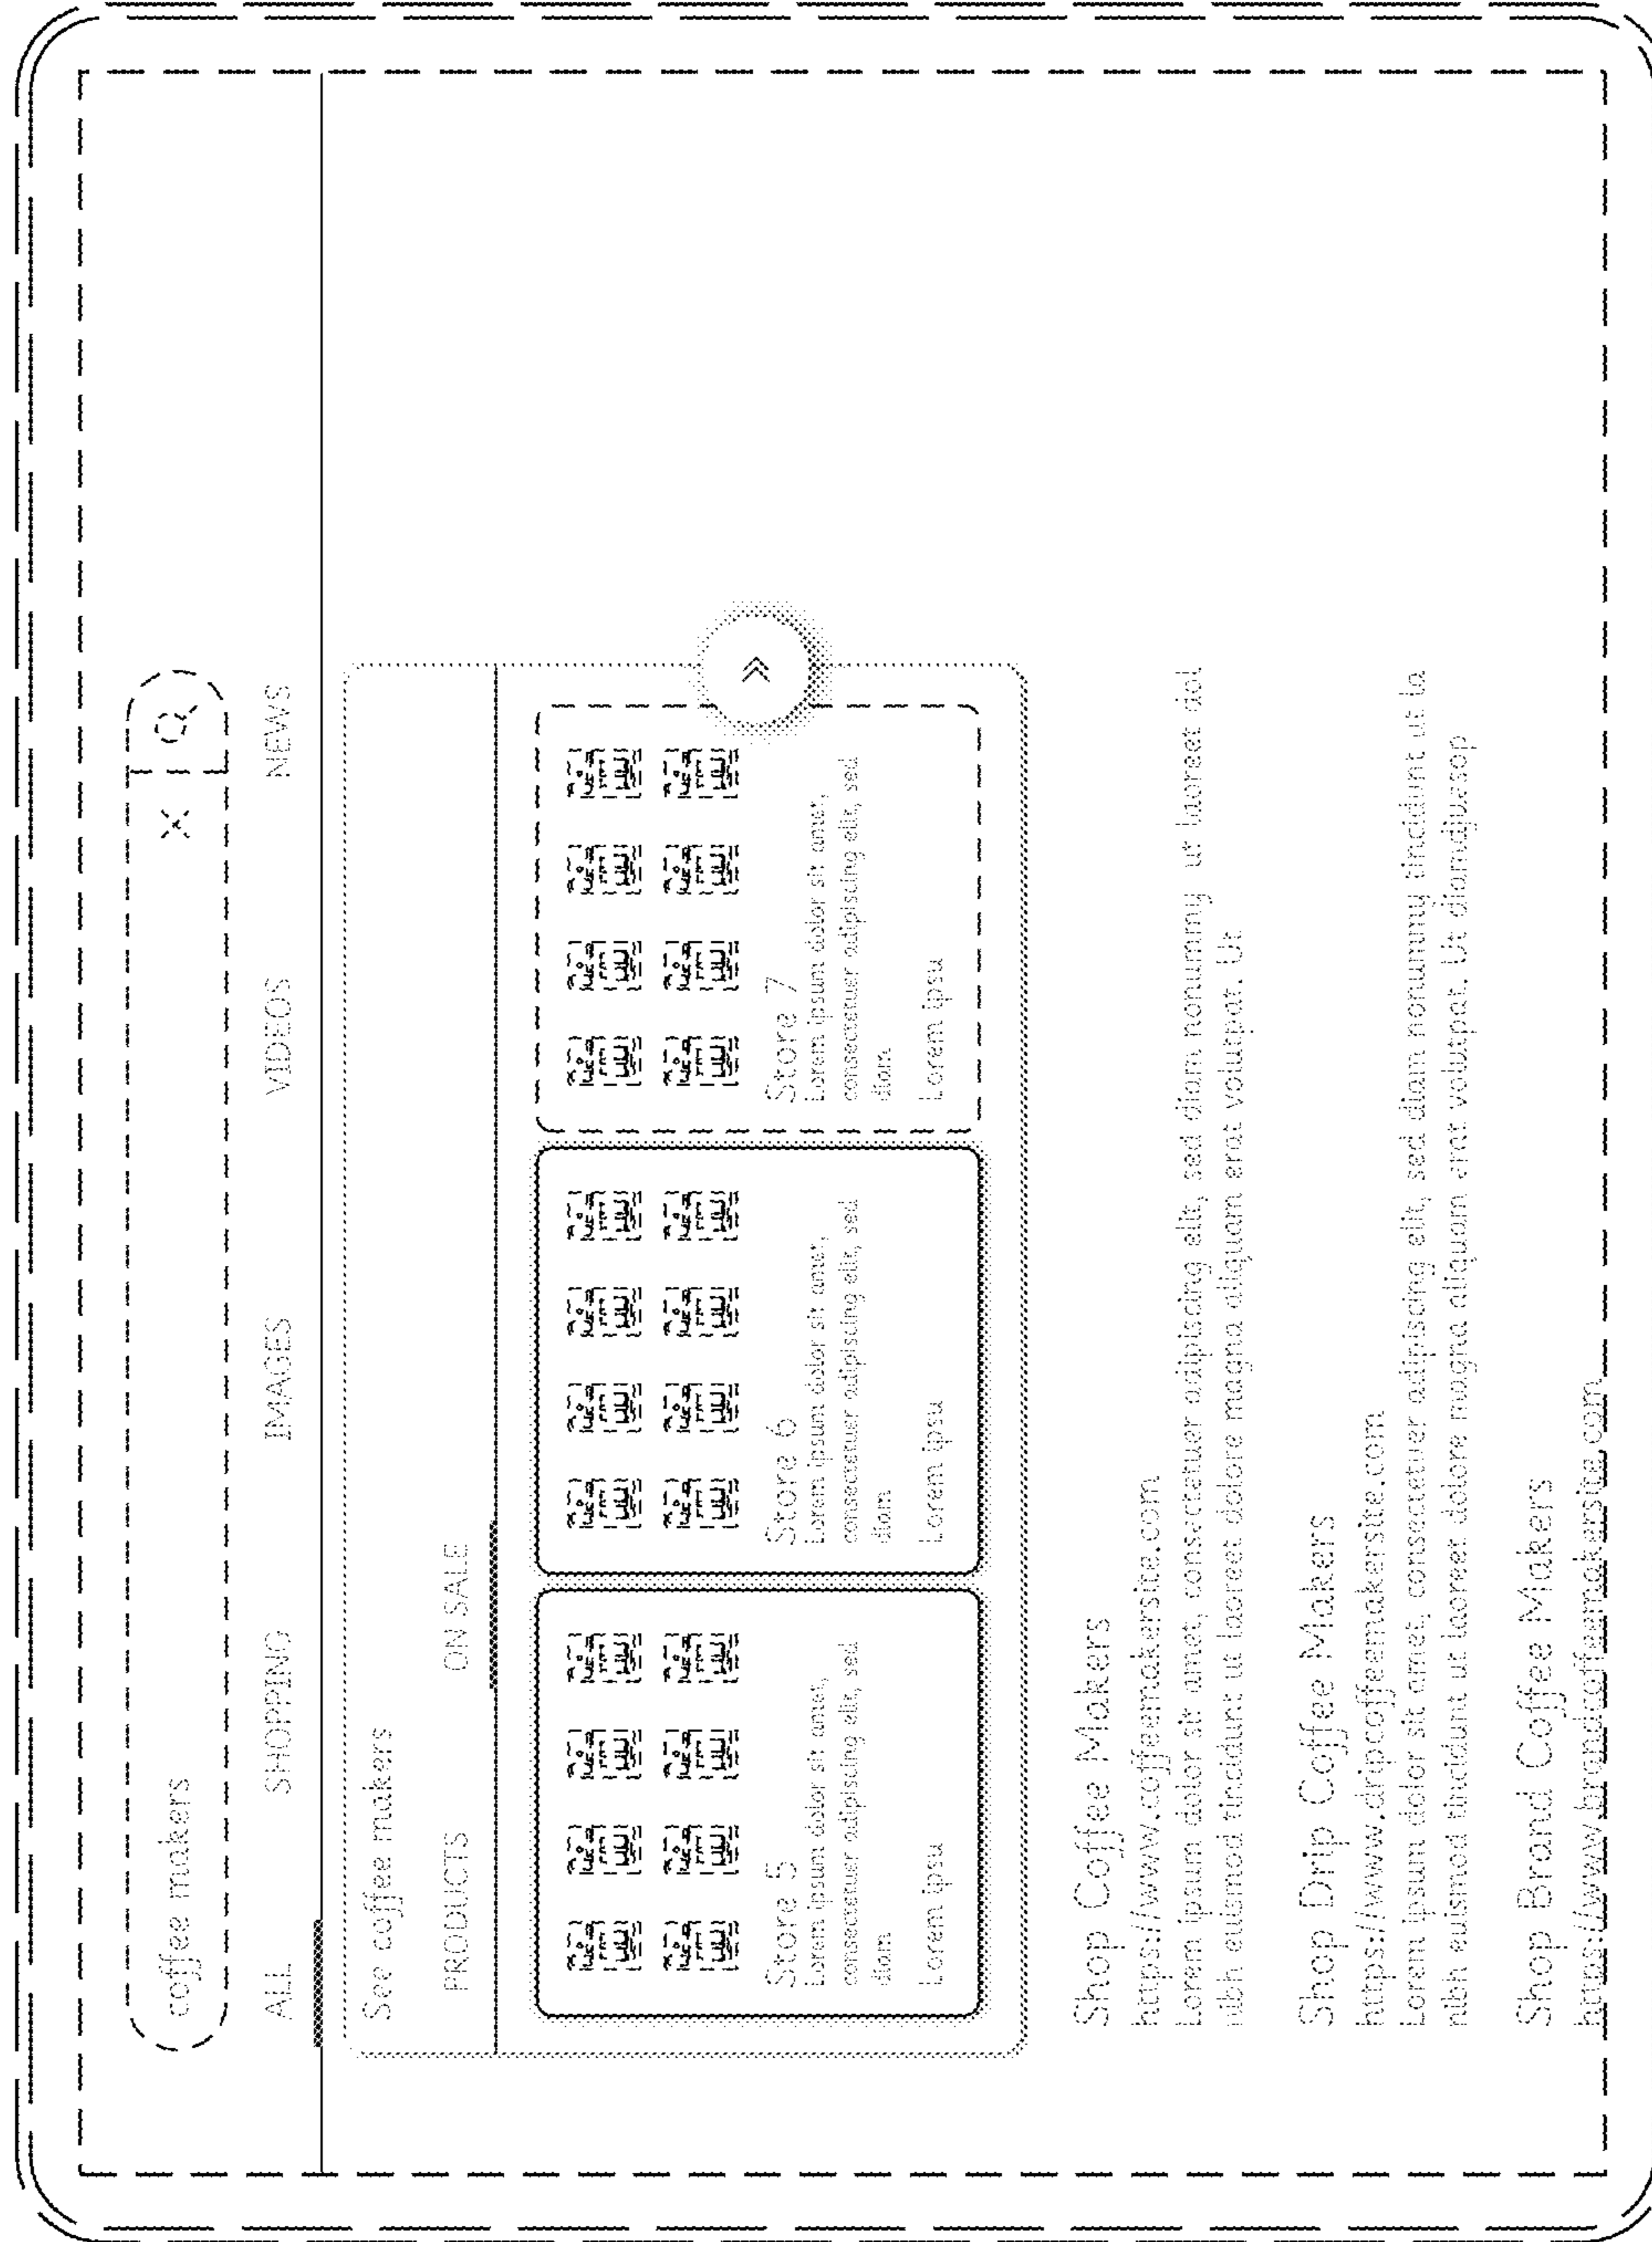 coffee makers
ALL SHOPPING IMAGES VIDEOS NEWS
See coffee makers
PRODUCTS ON SALE
Store 5
Lorem ipsum dolor sit amet,
consectetuer adipiscing elit, sed
diam
Lorem ipsu
Store 6
Lorem ipsum dolor sit amet,
consectetuer adipiscing elit, sed
diam
Lorem ipsu
Store 7
Lorem ipsum dolor sit amet,
consectetuer adipiscing elit, sed
diam
Lorem ipsu
Shop Coffee Makers
https://www.coffeemakersite.com
Lorem ipsum dolor sit amet, consectetuer adipiscing elit, sed diam nonummy ut laoreet dol
nibh euismod tincidunt ut laoreet dolore magna aliquam erat volutpat. Ut
Shop Drip Coffee Makers
https://www.dripcoffeemakersite.com
Lorem ipsum dolor sit amet, consectetuer adipiscing elit, sed diam nonummy tincidunt ut la
nibh euismod tincidunt ut laoreet dolore magna aliquam erat volutpat. Ut
Shop Brand Coffee Makers
https://www.brandcoffeemakersite.com